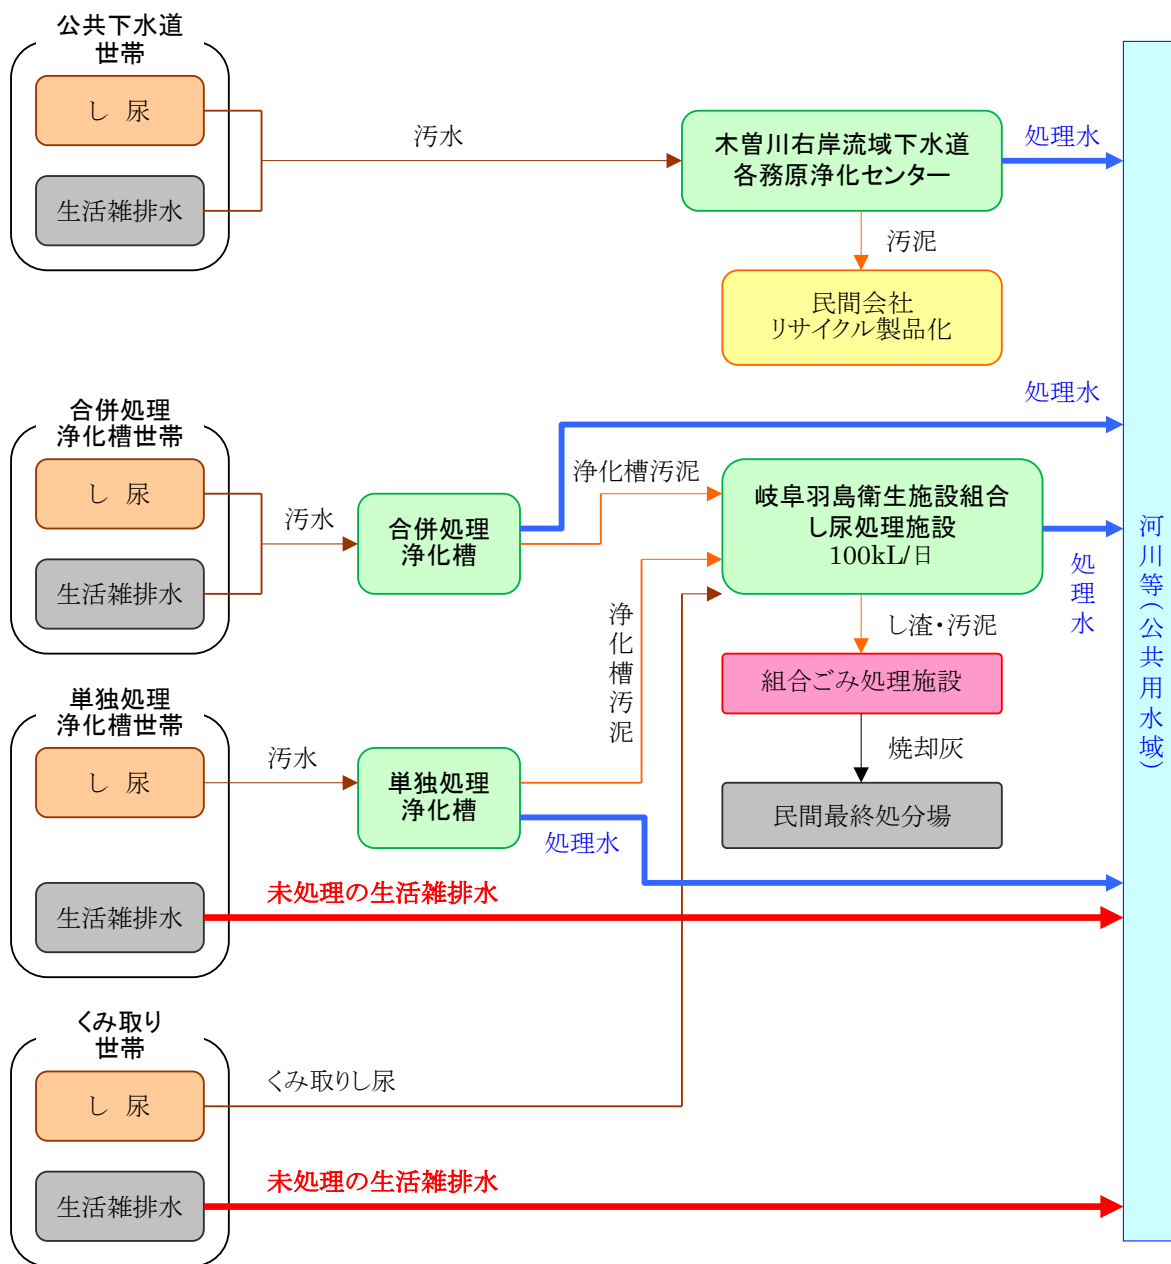 公共下水道
世帯
し 尿
生活雑排水
汚水
木曽川右岸流域下水道
各務原浄化センター
処理水
汚泥
民間会社
リサイクル製品化
合併処理
浄化槽世帯
し 尿
生活雑排水
汚水
合併処理
浄化槽
処理水
浄化槽汚泥
岐阜羽島衛生施設組合
し尿処理施設
100kL/日
処理水
し渣・汚泥
組合ごみ処理施設
焼却灰
民間最終処分場
単独処理
浄化槽世帯
し 尿
生活雑排水
汚水
単独処理
浄化槽
浄化槽汚泥
処理水
未処理の生活雑排水
くみ取り
世帯
し 尿
生活雑排水
くみ取りし尿
未処理の生活雑排水
河川等(公共用水域)